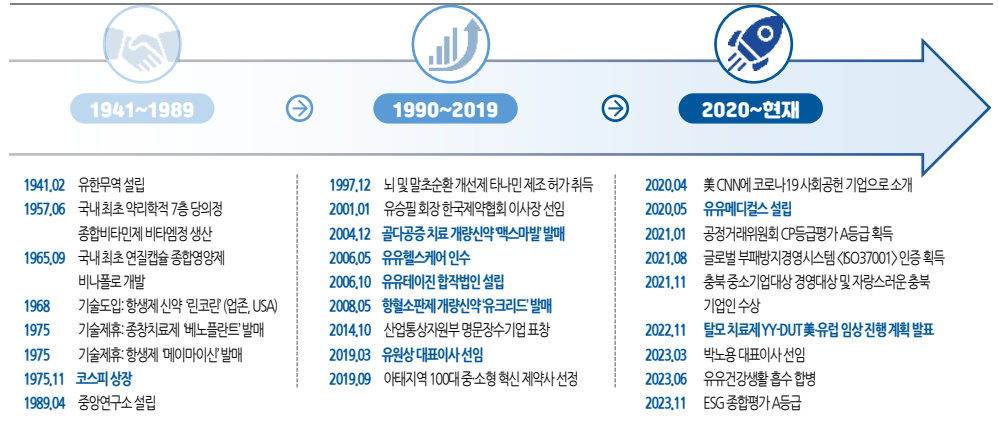 1941~1989
1990~2019
2020~현재
1941.02 유한무역 설립
1957.06 국내 최초 약리학적 7층 당의정
종합비타민제 비타엠정 생산
1965.09 국내 최초 연질캡슐 종합영양제
비나폴로 개발
1968 기술도입: 항생제 신약 '린코린' (업존, USA)
1975 기술제휴: 종창치료제 '베노플란트' 발매
1975 기술제휴: 항생제 '메이마이신' 발매
1975.11 코스피 상장
1989.04 중앙연구소 설립
1997.12 뇌 및 말초순환 개선제 타나민 제조 허가 취득
2001.01 유승필 회장 한국제약협회 이사장 선임
2004.12 골다공증 치료 개량신약 '맥스마빌' 발매
2006.05 유유헬스케어 인수
2006.10 유유테이진 합작법인 설립
2008.05 항혈소판제 개량신약 '유크리드' 발매
2014.10 산업통상자원부 명문장수기업 표창
2019.03 유원상 대표이사 선임
2019.09 아태지역 100대 중·소형 혁신 제약사 선정
2020.04 美 CNN에 코로나19 사회공헌 기업으로 소개
2020.05 유유메디컬스 설립
2021.01 공정거래위원회 CP등급평가 A등급 획득
2021.08 글로벌 부패방지경영시스템 <ISO37001> 인증 획득
2021.11 충북 중소기업대상 경영대상 및 자랑스러운 충북
기업인 수상
2022.11 탈모 치료제 YY-DUT 美·유럽 임상 진행 계획 발표
2023.03 박노용 대표이사 선임
2023.06 유유건강생활 흡수 합병
2023.11 ESG 종합평가 A등급